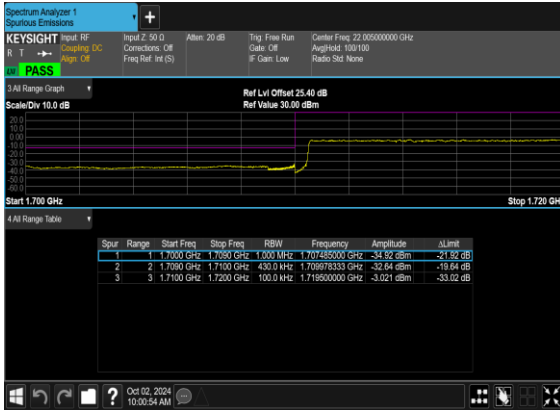 Spectrum Analyzer 1
Spurious Emissions
+
KEYSIGHT Input: RF Input Z: 50 Ω Atten: 20 dB Trig: Free Run Center Freq: 22.005000000 GHz
R T Coupling: DC Corrections: Off Gate: Off Avg|Hold: 100/100
Align: Off Freq Ref: Int (S) IF Gain: Low Radio Std: None
PASS
3 All Range Graph
Ref Lvl Offset 25.40 dB
Scale/Div 10.0 dB Ref Value 30.00 dBm
20.0
10.0
0.00
-10.0
-20.0
-30.0
-40.0
-50.0
-60.0
Start 1.700 GHz Stop 1.720 GH
4 All Range Table
Spur Range Start Freq Stop Freq RBW Frequency Amplitude ΔLimit
1 1 1.7000 GHz 1.7090 GHz 1.000 MHz 1.707485000 GHz -34.92 dBm -21.92 dB
2 2 1.7090 GHz 1.7100 GHz 430.0 kHz 1.709978333 GHz -32.64 dBm -19.64 dB
3 3 1.7100 GHz 1.7200 GHz 100.0 kHz 1.719500000 GHz -3.021 dBm -33.02 dB
? Oct 02, 2024
10:00:54 AM